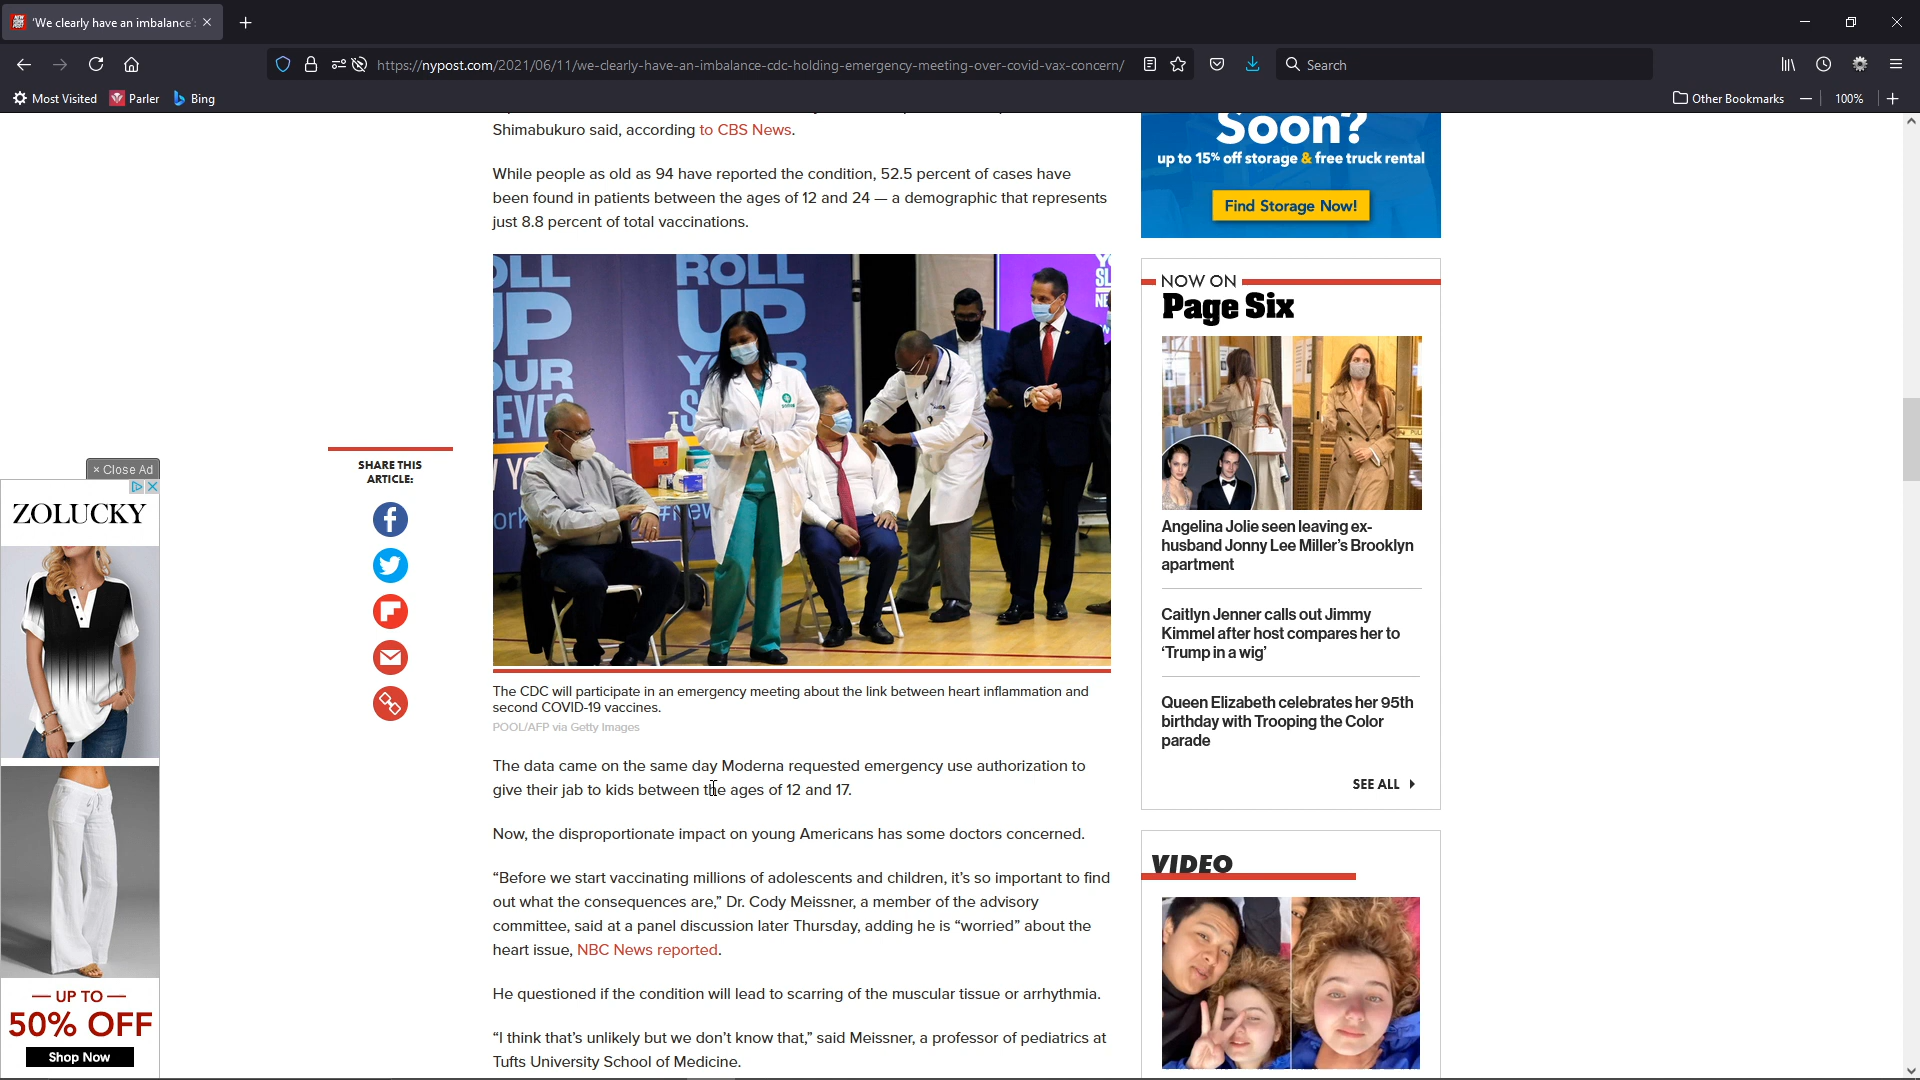 'We clearly have an imbalance':
https://nypost.com/2021/06/11/we-clearly-have-an-imbalance-cdc-holding-emergency-meeting-over-covid-vax-concern/
Search
Most Visited
Parler
Bing
Other Bookmarks
100%
Shimabukuro said, according to CBS News.
While people as old as 94 have reported the condition, 52.5 percent of cases have
been found in patients between the ages of 12 and 24 — a demographic that represents
just 8.8 percent of total vaccinations.
OLL
UP
OUR
EVE
ROLL
UP
YO
S
#New
The CDC will participate in an emergency meeting about the link between heart inflammation and
second COVID-19 vaccines.
POOL/AFP via Getty Images
The data came on the same day Moderna requested emergency use authorization to
give their jab to kids between the ages of 12 and 17.
Now, the disproportionate impact on young Americans has some doctors concerned.
“Before we start vaccinating millions of adolescents and children, it’s so important to find
out what the consequences are,” Dr. Cody Meissner, a member of the advisory
committee, said at a panel discussion later Thursday, adding he is “worried” about the
heart issue, NBC News reported.
He questioned if the condition will lead to scarring of the muscular tissue or arrhythmia.
“I think that’s unlikely but we don’t know that,” said Meissner, a professor of pediatrics at
Tufts University School of Medicine.
SHARE THIS
ARTICLE:
× Close Ad
ZOLUCKY
— UP TO —
50% OFF
Shop Now
Soon?
up to 15% off storage & free truck rental
Find Storage Now!
NOW ON
Page Six
Angelina Jolie seen leaving ex-
husband Jonny Lee Miller’s Brooklyn
apartment
Caitlyn Jenner calls out Jimmy
Kimmel after host compares her to
‘Trump in a wig’
Queen Elizabeth celebrates her 95th
birthday with Trooping the Color
parade
SEE ALL
VIDEO